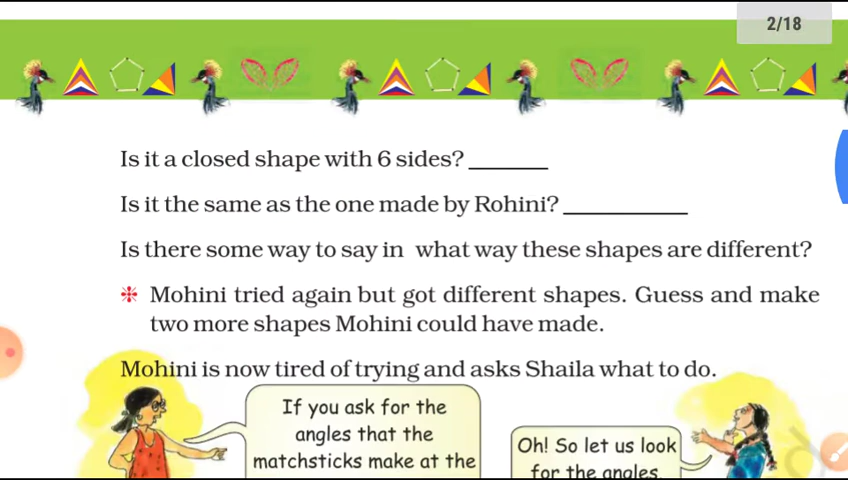 2/18
Is it a closed shape with 6 sides? ________
Is it the same as the one made by Rohini? ____________
Is there some way to say in what way these shapes are different?
❉ Mohini tried again but got different shapes. Guess and make
two more shapes Mohini could have made.
Mohini is now tired of trying and asks Shaila what to do.
If you ask for the
angles that the
matchsticks make at the
Oh! So let us look
for the angles.